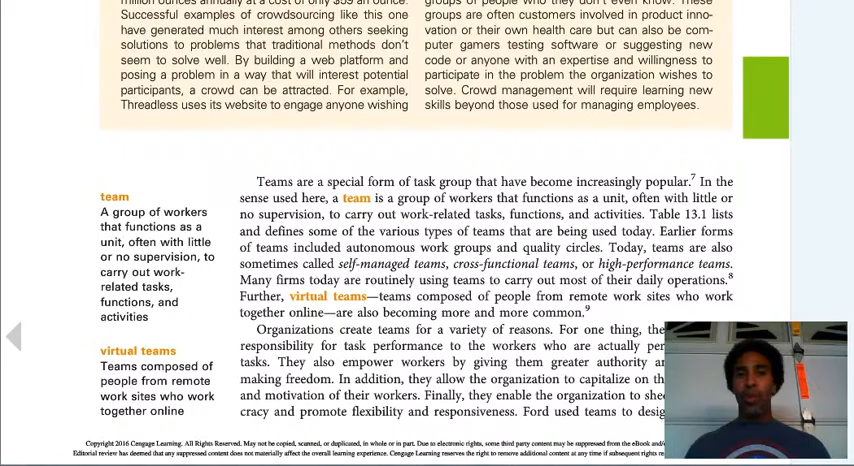 million ounces annually at a cost of only $59 an ounce.
Successful examples of crowdsourcing like this one
have generated much interest among others seeking
solutions to problems that traditional methods don't
seem to solve well. By building a web platform and
posing a problem in a way that will interest potential
participants, a crowd can be attracted. For example,
Threadless uses its website to engage anyone wishing
groups of people who they don't even know. These
groups are often customers involved in product inno-
vation or their own health care but can also be com-
puter gamers testing software or suggesting new
code or anyone with an expertise and willingness to
participate in the problem the organization wishes to
solve. Crowd management will require learning new
skills beyond those used for managing employees.
team
A group of workers
that functions as a
unit, often with little
or no supervision, to
carry out work-
related tasks,
functions, and
activities
virtual teams
Teams composed of
people from remote
work sites who work
together online
Teams are a special form of task group that have become increasingly popular.7 In the
sense used here, a team is a group of workers that functions as a unit, often with little or
no supervision, to carry out work-related tasks, functions, and activities. Table 13.1 lists
and defines some of the various types of teams that are being used today. Earlier forms
of teams included autonomous work groups and quality circles. Today, teams are also
sometimes called self-managed teams, cross-functional teams, or high-performance teams.
Many firms today are routinely using teams to carry out most of their daily operations.8
Further, virtual teams—teams composed of people from remote work sites who work
together online—are also becoming more and more common.9
Organizations create teams for a variety of reasons. For one thing, the
responsibility for task performance to the workers who are actually per
tasks. They also empower workers by giving them greater authority a
making freedom. In addition, they allow the organization to capitalize on th
and motivation of their workers. Finally, they enable the organization to she
cracy and promote flexibility and responsiveness. Ford used teams to desig
Copyright 2016 Cengage Learning. All Rights Reserved. May not be copied, scanned, or duplicated, in whole or in part. Due to electronic rights, some third party content may be suppressed from the eBook and/
Editorial review has deemed that any suppressed content does not materially affect the overall learning experience. Cengage Learning reserves the right to remove additional content at any time if subsequent rights re